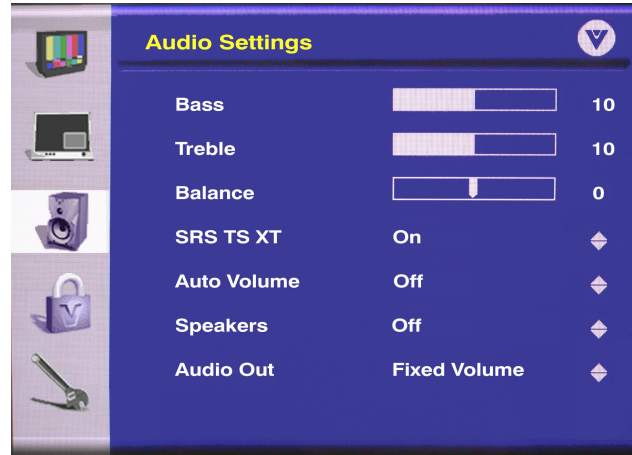 Audio Settings
Bass 10
Treble 10
Balance 0
SRS TS XT On
Auto Volume Off
Speakers Off
Audio Out Fixed Volume